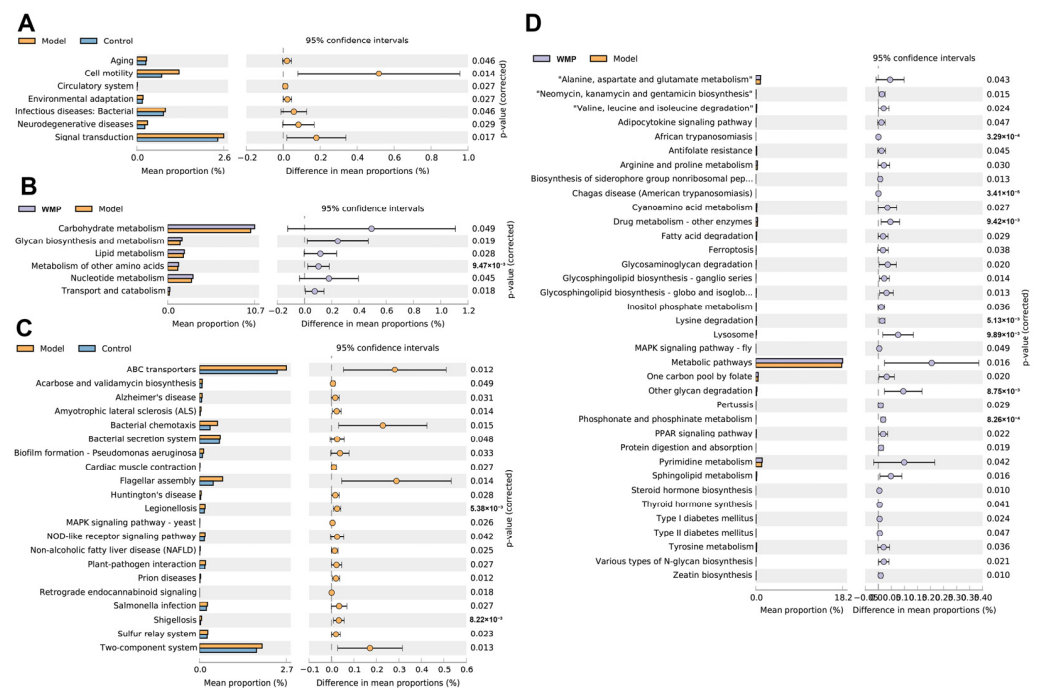 A
Model Control
95% confidence intervals
Aging 0.046
Cell motility 0.014
Circulatory system 0.027
Environmental adaptation 0.027
Infectious diseases: Bacterial 0.046
Neurodegenerative diseases 0.029
Signal transduction 0.017
p-value (corrected)
0.0 2.6 −0.2 0.0 0.2 0.4 0.6 0.8 1.0
Mean proportion (%) Difference in mean proportions (%)
B
WMP Model
95% confidence intervals
Carbohydrate metabolism 0.049
Glycan biosynthesis and metabolism 0.019
Lipid metabolism 0.028
Metabolism of other amino acids 9.47×10⁻³
Nucleotide metabolism 0.045
Transport and catabolism 0.018
p-value (corrected)
0.0 10.7 −0.2 0.0 0.2 0.4 0.6 0.8 1.0 1.2
Mean proportion (%) Difference in mean proportions (%)
C
Model Control
95% confidence intervals
ABC transporters 0.012
Acarbose and validamycin biosynthesis 0.049
Alzheimer's disease 0.031
Amyotrophic lateral sclerosis (ALS) 0.014
Bacterial chemotaxis 0.015
Bacterial secretion system 0.048
Biofilm formation - Pseudomonas aeruginosa 0.033
Cardiac muscle contraction 0.027
Flagellar assembly 0.014
Huntington's disease 0.028
Legionellosis 5.38×10⁻³
MAPK signaling pathway - yeast 0.026
NOD-like receptor signaling pathway 0.042
Non-alcoholic fatty liver disease (NAFLD) 0.025
Plant-pathogen interaction 0.027
Prion diseases 0.012
Retrograde endocannabinoid signaling 0.018
Salmonella infection 0.027
Shigellosis 8.22×10⁻³
Sulfur relay system 0.023
Two-component system 0.013
p-value (corrected)
0.0 2.7 −0.1 0.0 0.1 0.2 0.3 0.4 0.5 0.6
Mean proportion (%) Difference in mean proportions (%)
D
WMP Model
95% confidence intervals
"Alanine, aspartate and glutamate metabolism" 0.043
"Neomycin, kanamycin and gentamicin biosynthesis" 0.015
"Valine, leucine and isoleucine degradation" 0.024
Adipocytokine signaling pathway 0.047
African trypanosomiasis
Antifolate resistance 0.045
Arginine and proline metabolism 0.030
Biosynthesis of siderophore group nonribosomal pep... 0.013
Chagas disease (American trypanosomiasis)
Cyanoamino acid metabolism 0.027
Drug metabolism - other enzymes 9.42×10⁻³
Fatty acid degradation 0.029
Ferroptosis 0.038
Glycosaminoglycan degradation 0.020
Glycosphingolipid biosynthesis - ganglio series 0.014
Glycosphingolipid biosynthesis - globo and isoglob... 0.013
Inositol phosphate metabolism 0.036
Lysine degradation 5.13×10⁻³
Lysosome 9.89×10⁻³
MAPK signaling pathway - fly 0.049
Metabolic pathways 0.016
One carbon pool by folate 0.020
Other glycan degradation 8.75×10⁻³
Pertussis 0.029
Phosphonate and phosphinate metabolism
PPAR signaling pathway 0.022
Protein digestion and absorption 0.019
Pyrimidine metabolism 0.042
Sphingolipid metabolism 0.016
Steroid hormone biosynthesis 0.010
Thyroid hormone synthesis 0.041
Type I diabetes mellitus 0.024
Type II diabetes mellitus 0.047
Tyrosine metabolism 0.036
Various types of N-glycan biosynthesis 0.021
Zeatin biosynthesis 0.010
p-value (corrected)
0.0 18.2 −0.050.00.050.10.150.20.250.30.350.40
Mean proportion (%) Difference in mean proportions (%)